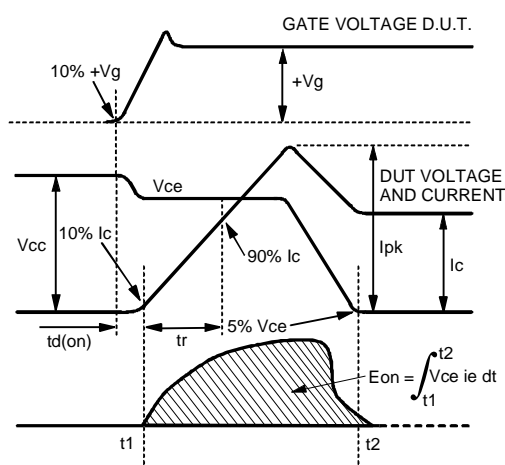 GATE VOLTAGE D.U.T.
10% +Vg
+Vg
Vce
DUT VOLTAGE
AND CURRENT
Vcc
10% Ic
90% Ic
Ipk
Ic
td(on)
tr
5% Vce
Eon = ∫ Vce ie dt
t2
t1
t1
t2